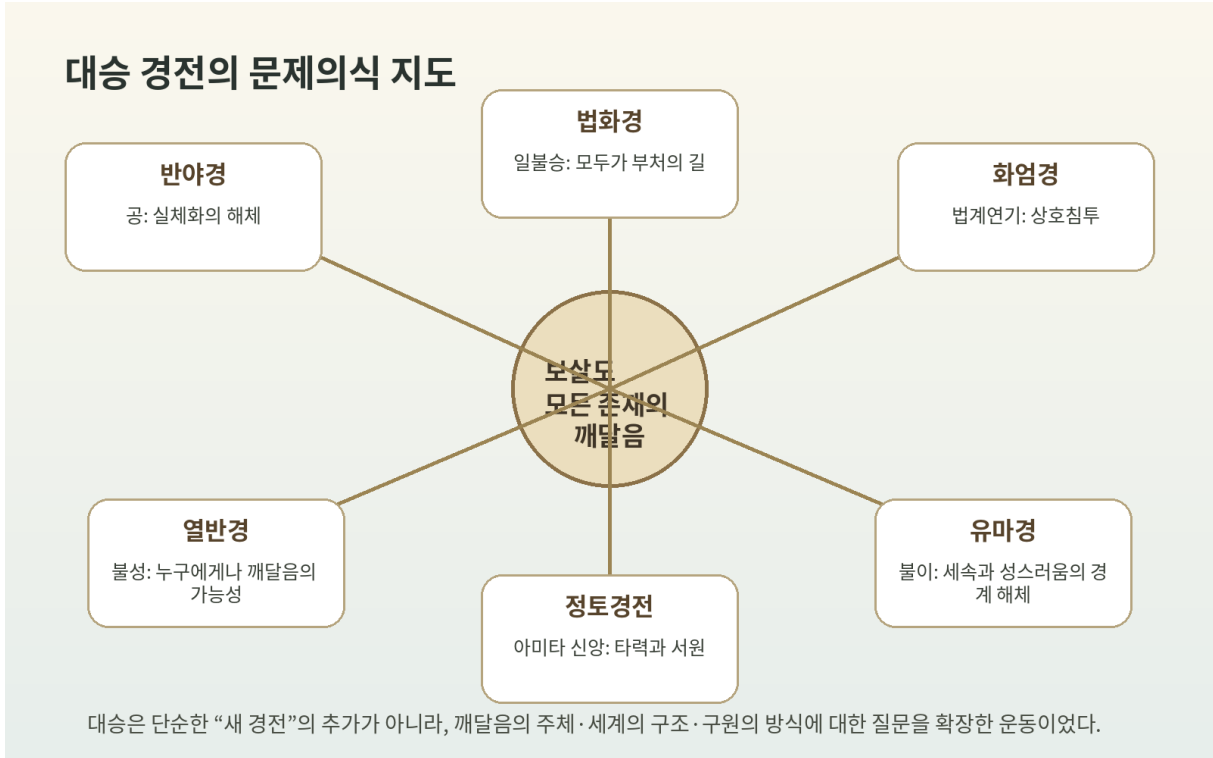 대승 경전의 문제의식 지도
법화경
일불승: 모두가 부처의 길
반야경
공: 실체화의 해체
화엄경
법계연기: 상호침투
보살도
모든 존재의
깨달음
열반경
불성: 누구에게나 깨달음의
가능성
유마경
불이: 세속과 성스러움의 경
계 해체
정토경전
아미타 신앙: 타력과 서원
대승은 단순한 “새 경전”의 추가가 아니라, 깨달음의 주체·세계의 구조·구원의 방식에 대한 질문을 확장한 운동이었다.